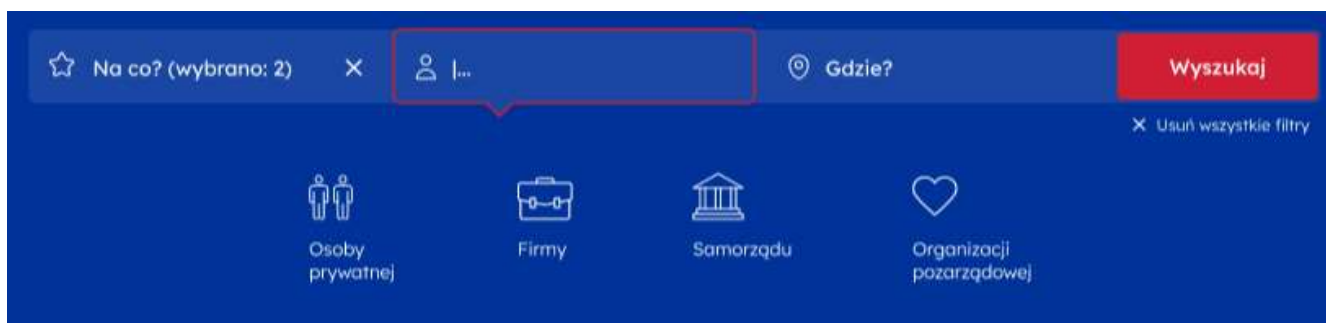 Na co? (wybrano: 2)
...
Gdzie?
Wyszukaj
Usuń wszystkie filtry
Osoby
prywatnej
Firmy
Samorządu
Organizacji
pozarządowej